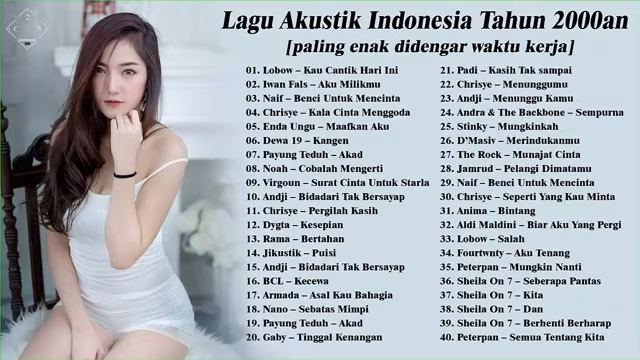 Lagu Akustik Indonesia Tahun 2000an
[paling enak didengar waktu kerja]
01. Lobow – Kau Cantik Hari Ini
02. Iwan Fals – Aku Milikmu
03. Naif – Benci Untuk Mencinta
04. Chrisye – Kala Cinta Menggoda
05. Enda Ungu – Maafkan Aku
06. Dewa 19 – Kangen
07. Payung Teduh – Akad
08. Noah – Cobalah Mengerti
09. Virgoun – Surat Cinta Untuk Starla
10. Andji – Bidadari Tak Bersayap
11. Chrisye – Pergilah Kasih
12. Dygta – Kesepian
13. Rama – Bertahan
14. Jikustik – Puisi
15. Andji – Bidadari Tak Bersayap
16. BCL – Kecewa
17. Armada – Asal Kau Bahagia
18. Nano – Sebatas Mimpi
19. Payung Teduh – Akad
20. Gaby – Tinggal Kenangan
21. Padi – Kasih Tak sampai
22. Chrisye – Menunggumu
23. Andji – Menunggu Kamu
24. Andra & The Backbone – Sempurna
25. Stinky – Mungkinkah
26. D'Masiv – Merindukanmu
27. The Rock – Munajat Cinta
28. Jamrud – Pelangi Dimatamu
29. Naif – Benci Untuk Mencinta
30. Chrisye – Seperti Yang Kau Minta
31. Anima – Bintang
32. Aldi Maldini – Biar Aku Yang Pergi
33. Lobow – Salah
34. Fourtwnty – Aku Tenang
35. Peterpan – Mungkin Nanti
36. Sheila On 7 – Seberapa Pantas
37. Sheila On 7 – Kita
38. Sheila On 7 – Dan
39. Sheila On 7 – Berhenti Berharap
40. Peterpan – Semua Tentang Kita